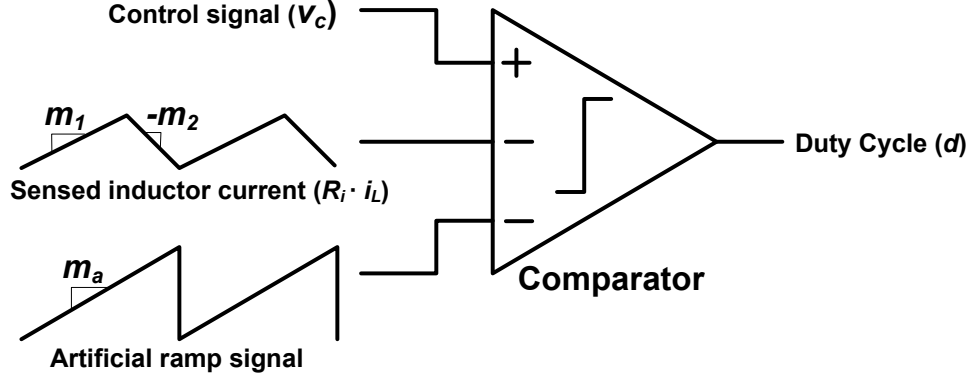 Control signal (vc)
+
m1
-m2
−
Duty Cycle (d)
Sensed inductor current (Ri · iL)
−
ma
Comparator
Artificial ramp signal